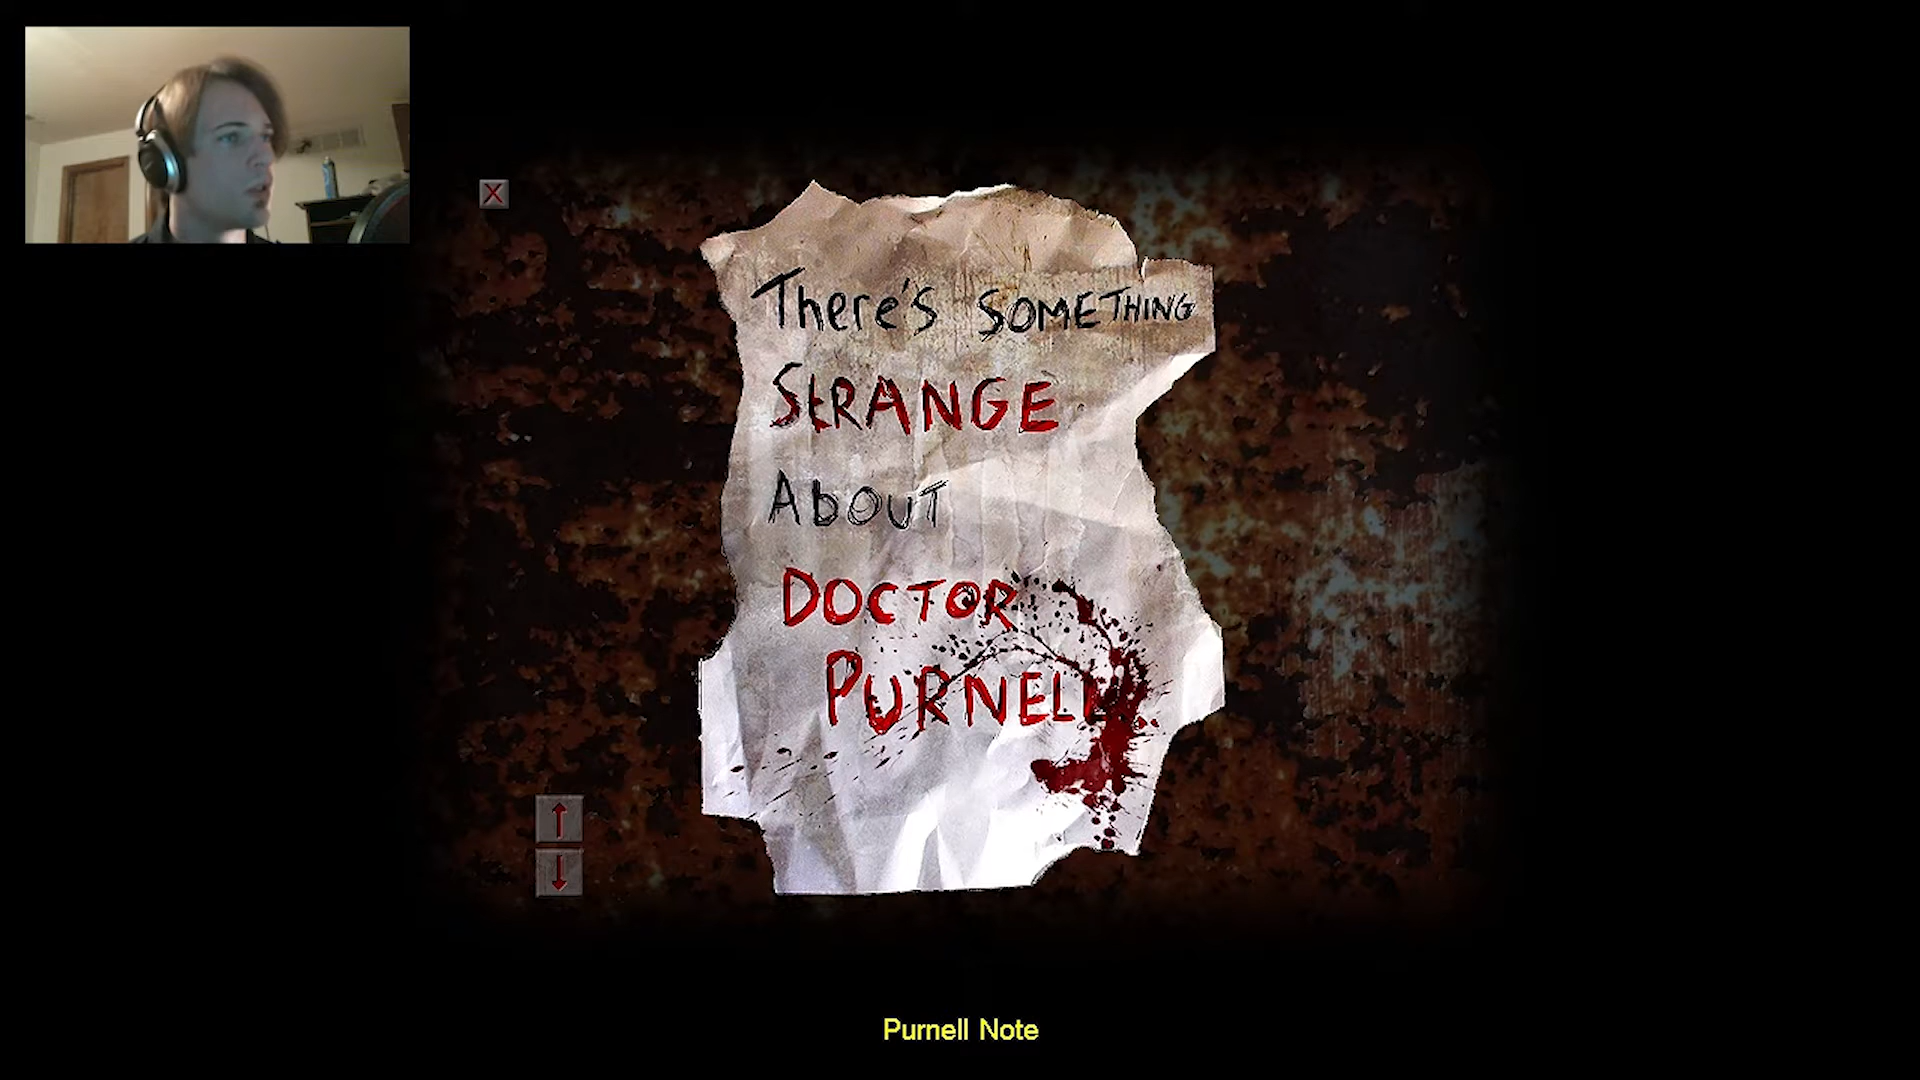 There's SOMETHING
StRANGE
AbOUT
DOCTOR
PURNELL
Purnell Note